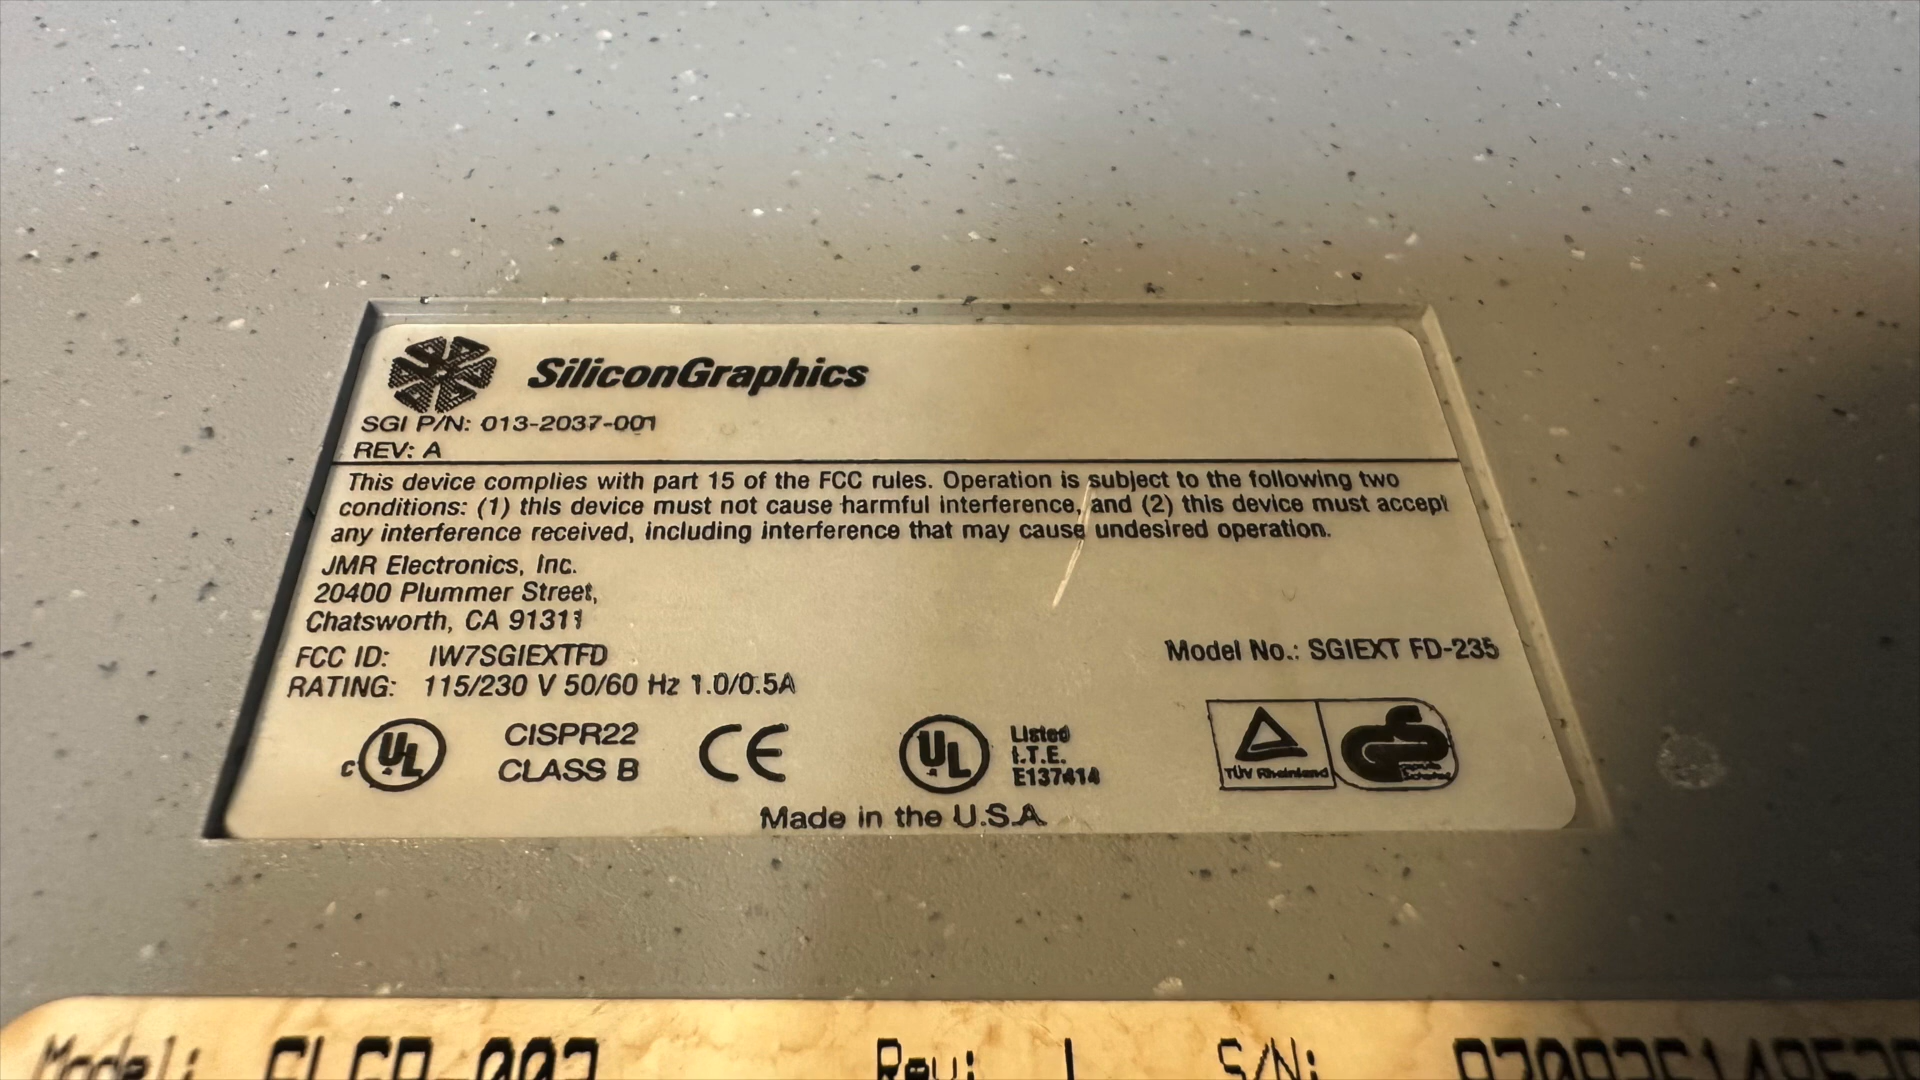 SiliconGraphics
SGI P/N: 013-2037-001
REV: A
This device complies with part 15 of the FCC rules. Operation is subject to the following two
conditions: (1) this device must not cause harmful interference, and (2) this device must accept
any interference received, including interference that may cause undesired operation.
JMR Electronics, Inc.
20400 Plummer Street,
Chatsworth, CA 91311
FCC ID: IW7SGIEXTFD
RATING: 115/230 V 50/60 Hz 1.0/0.5A
Model No.: SGIEXT FD-235
c UL
CISPR22
CLASS B
CE
UL
Listed
I.T.E.
E137414
TÜV Rheinland
GS
Made in the U.S.A.
Model: Rev: S/N: